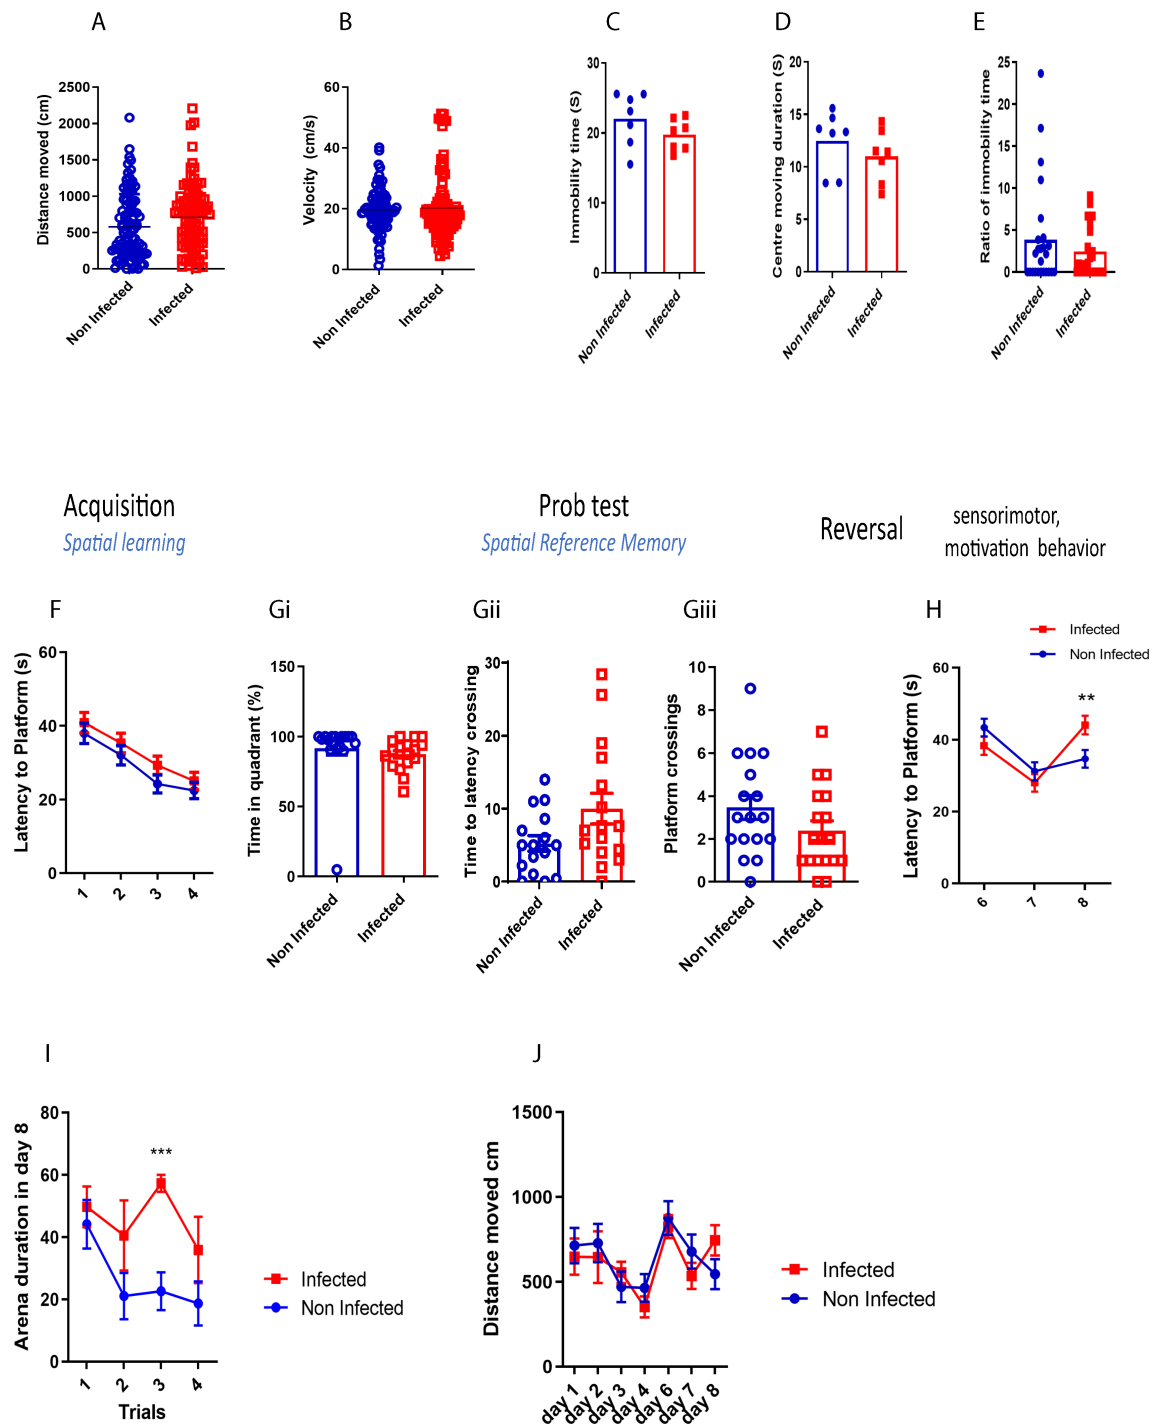 A
B
C
D
E
Distance moved (cm)
2500
2000
1500
1000
500
0
Non Infected
Infected
Velocity (cm/s)
60
40
20
0
Non Infected
Infected
Immobility time (S)
30
20
10
0
Non Infected
Infected
Centre moving duration (S)
20
15
10
5
0
Non Infected
Infected
Ratio of immobility time
25
20
15
10
5
0
Non Infected
Infected
Acquisition
Spatial learning
Prob test
Spatial Reference Memory
Reversal
sensorimotor,
motivation behavior
F
Gi
Gii
Giii
H
Latency to Platform (s)
60
40
20
0
1
2
3
4
Time in quadrant (%)
150
100
50
0
Non Infected
Infected
Time to latency crossing
30
20
10
0
Non Infected
Infected
Platform crossings
10
8
6
4
2
0
Non Infected
Infected
Infected
Non Infected
Latency to Platform (s)
60
40
20
0
**
6
7
8
I
J
Arena duration in day 8
80
60
40
20
0
***
1
2
3
4
Trials
Infected
Non Infected
Distance moved cm
1500
1000
500
0
day 1
day 2
day 3
day 4
day 6
day 7
day 8
Infected
Non Infected